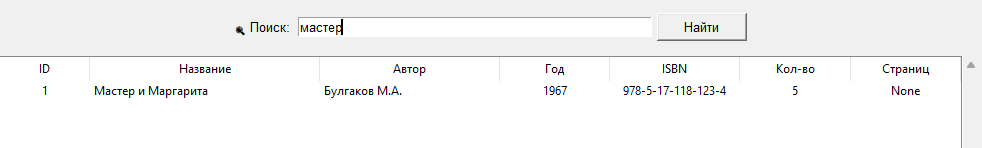 Поиск: мастер Найти
ID Название Автор Год ISBN Кол-во Страниц
1 Мастер и Маргарита Булгаков М.А. 1967 978-5-17-118-123-4 5 None